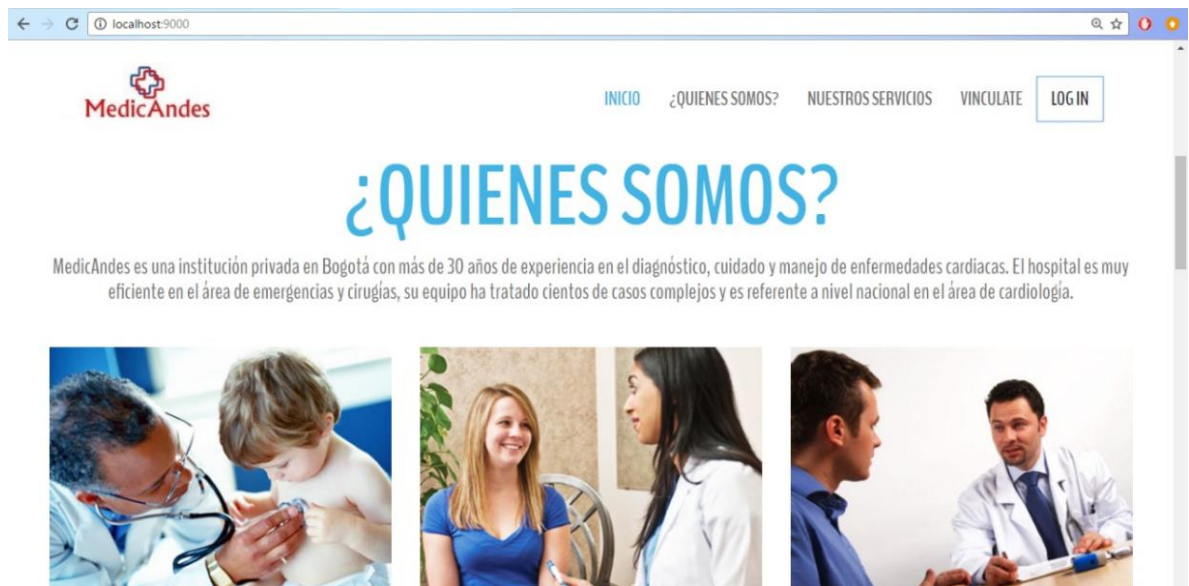 localhost:9000
MedicAndes
INICIO
¿QUIENES SOMOS?
NUESTROS SERVICIOS
VINCULATE
LOG IN
¿QUIENES SOMOS?
MedicAndes es una institución privada en Bogotá con más de 30 años de experiencia en el diagnóstico, cuidado y manejo de enfermedades cardiacas. El hospital es muy
eficiente en el área de emergencias y cirugías, su equipo ha tratado cientos de casos complejos y es referente a nivel nacional en el área de cardiología.